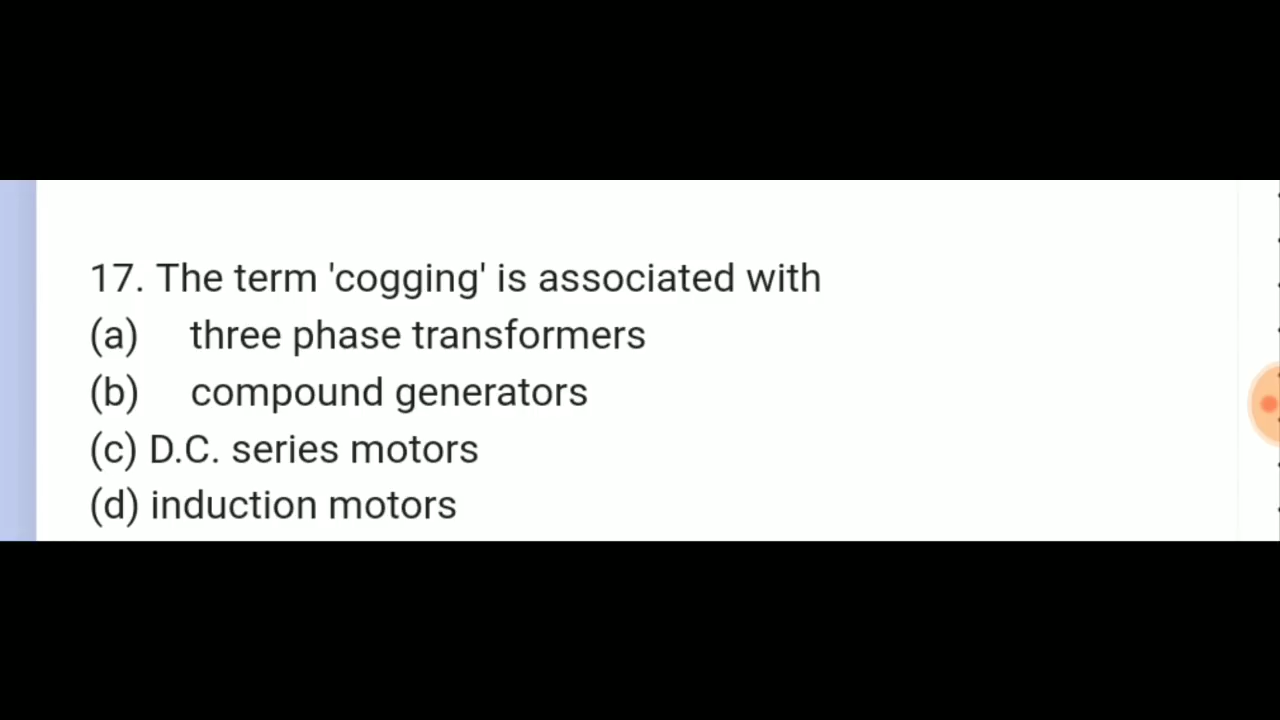 17. The term 'cogging' is associated with
(a) three phase transformers
(b) compound generators
(c) D.C. series motors
(d) induction motors